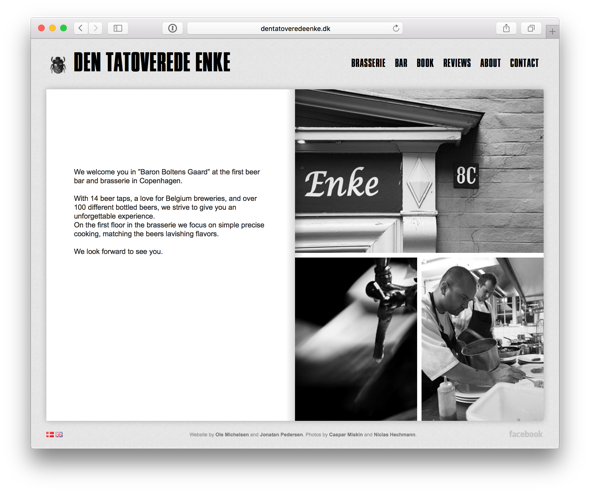 dentatoveredeenke.dk
DEN TATOVEREDE ENKE
BRASSERIE BAR BOOK REVIEWS ABOUT CONTACT
We welcome you in "Baron Boltens Gaard" at the first beer
bar and brasserie in Copenhagen.
With 14 beer taps, a love for Belgium breweries, and over
100 different bottled beers, we strive to give you an
unforgettable experience.
On the first floor in the brasserie we focus on simple precise
cooking, matching the beers lavishing flavors.
We look forward to see you.
Enke
8C
Website by Ole Michelsen and Jonatan Pedersen. Photos by Caspar Miskin and Niclas Hechmann.
facebook